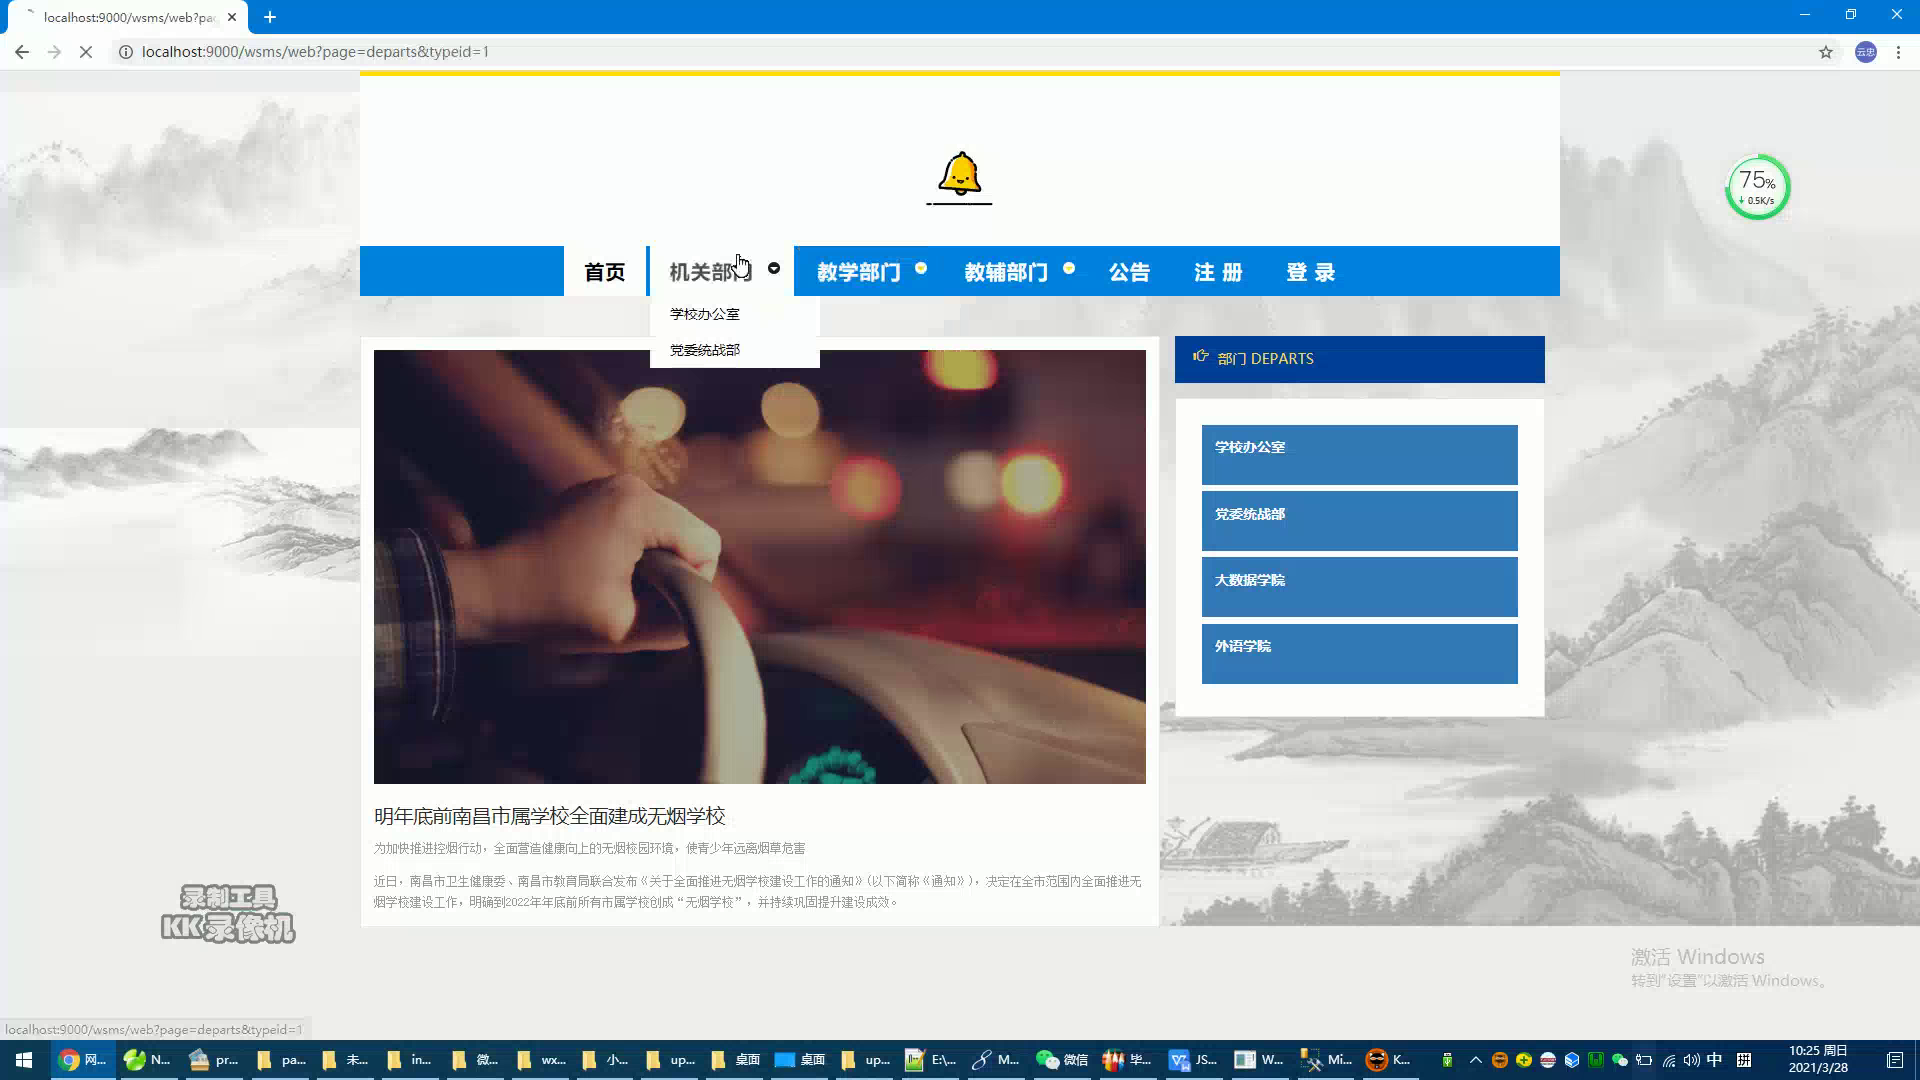 localhost:9000/wsms/web?pa
localhost:9000/wsms/web?page=departs&typeid=1
云忠
75%
0.5K/s
首页
机关部门
教学部门
教辅部门
公告
注 册
登 录
学校办公室
党委统战部
部门 DEPARTS
学校办公室
党委统战部
大数据学院
外语学院
明年底前南昌市属学校全面建成无烟学校
为加快推进控烟行动，全面营造健康向上的无烟校园环境，使青少年远离烟草危害
近日，南昌市卫生健康委、南昌市教育局联合发布《关于全面推进无烟学校建设工作的通知》（以下简称《通知》），决定在全市范围内全面推进无
烟学校建设工作，明确到2022年年底前所有市属学校创成“无烟学校”，并持续巩固提升建设成效。
录制工具
KK录像机
激活 Windows
转到“设置”以激活 Windows。
localhost:9000/wsms/web?page=departs&typeid=1
网... N... pr... pa... 未... in... 微... wx... 小... up... 桌面 桌面 up... E:\... M... 微信 毕... JS... W... Mi... K... 中 拼
10:25 周日
2021/3/28